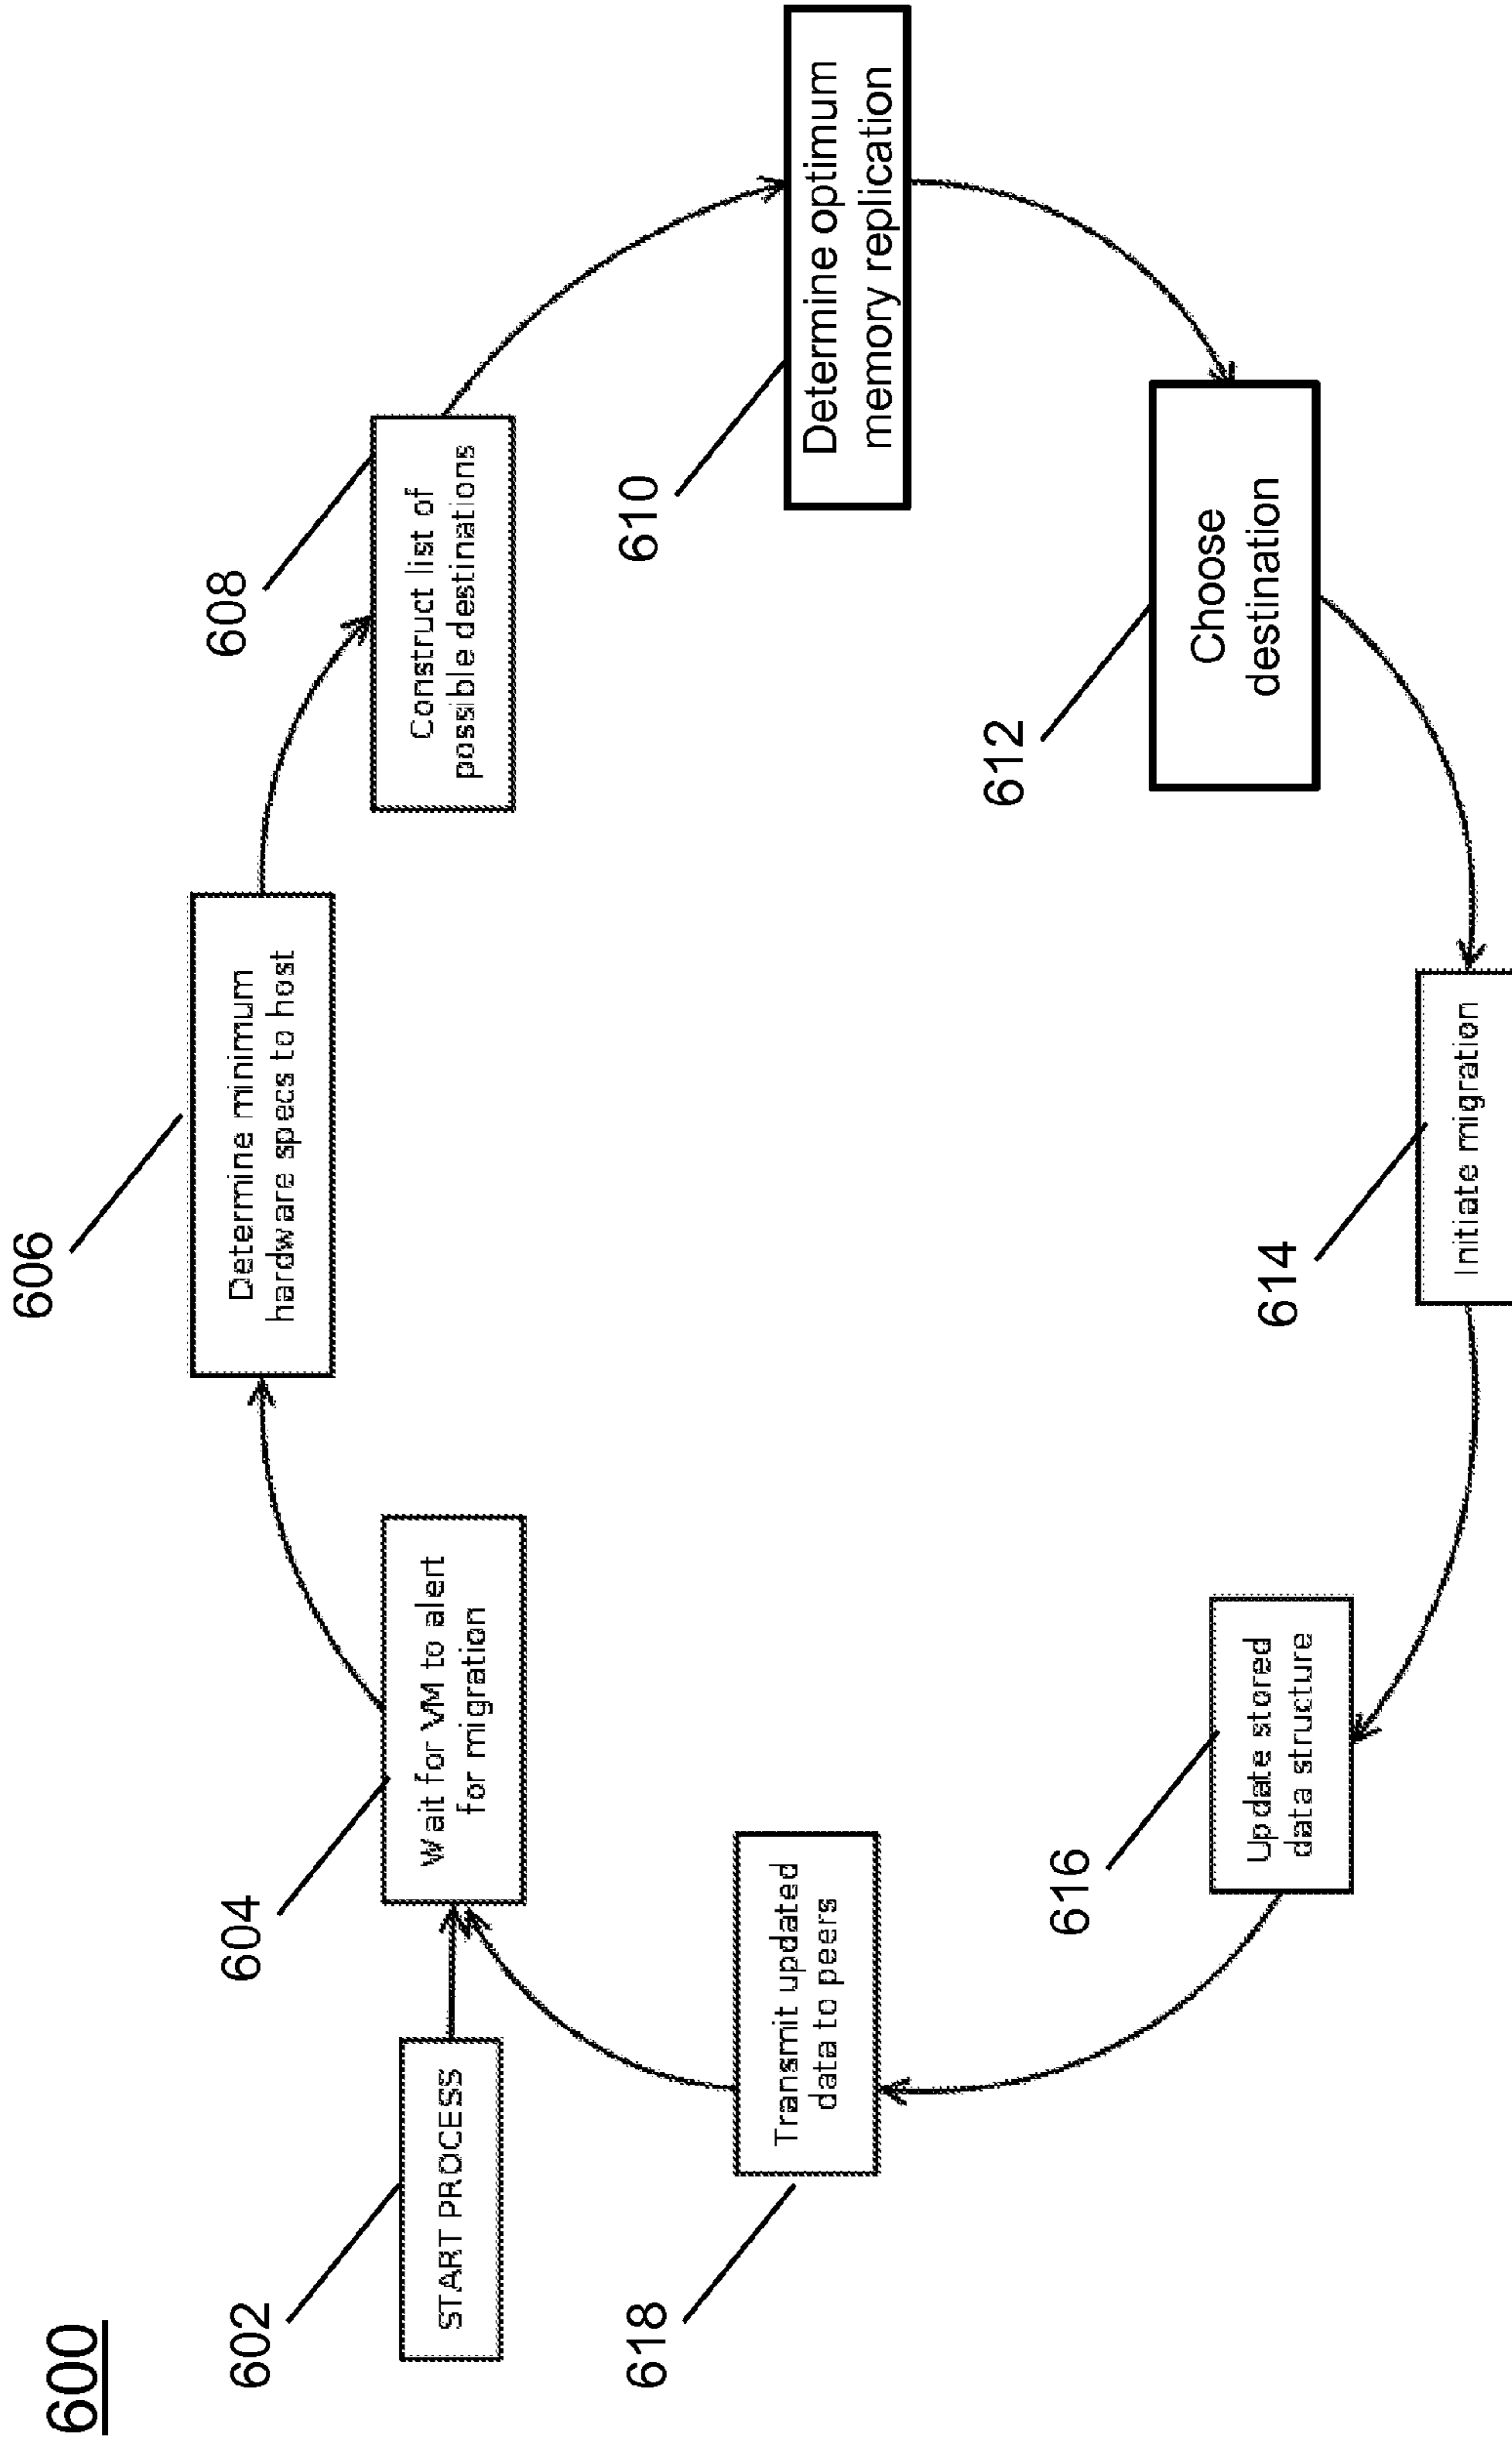 600
602
START PROCESS
604
Wait for VM to alert
for migration
606
Determine minimum
hardware specs to host
608
Construct list of
possible destinations
610
Determine optimum
memory replication
612
Choose
destination
614
Initiate migration
616
Update stored
data structure
618
Transmit updated
data to peers